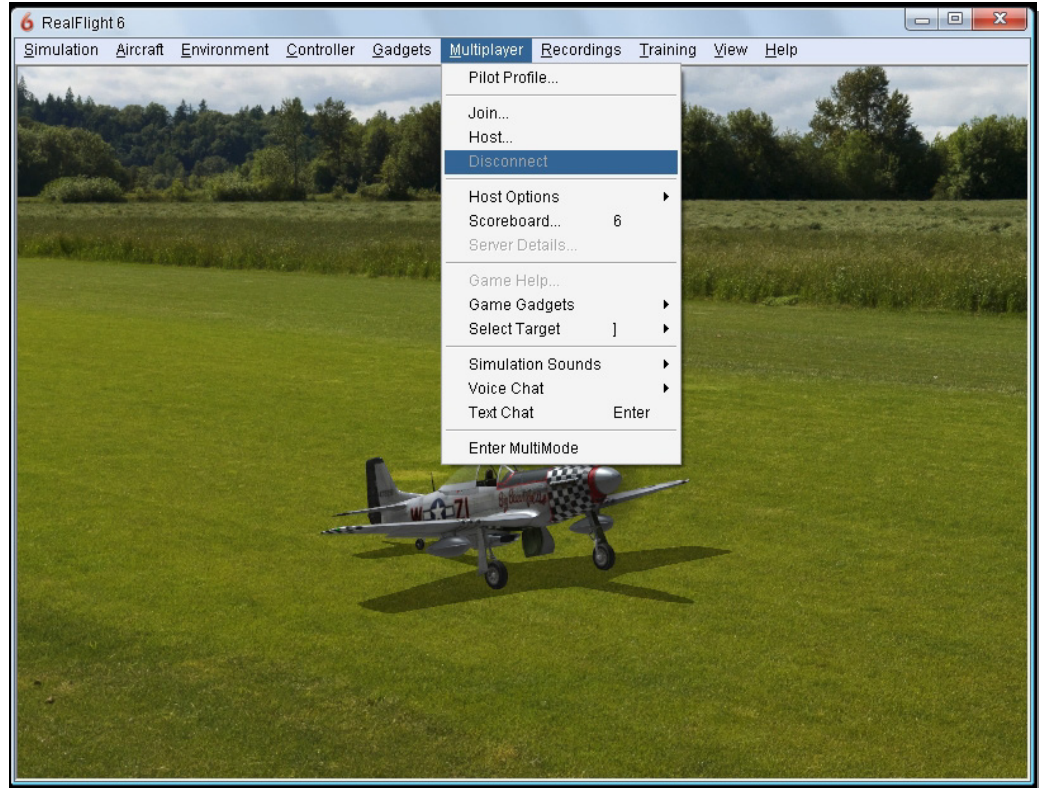 RealFlight 6
Simulation Aircraft Environment Controller Gadgets Multiplayer Recordings Training View Help
Pilot Profile...
Join...
Host...
Disconnect
Host Options
Scoreboard... 6
Server Details...
Game Help...
Game Gadgets
Select Target ]
Simulation Sounds
Voice Chat
Text Chat Enter
Enter MultiMode
W ZI